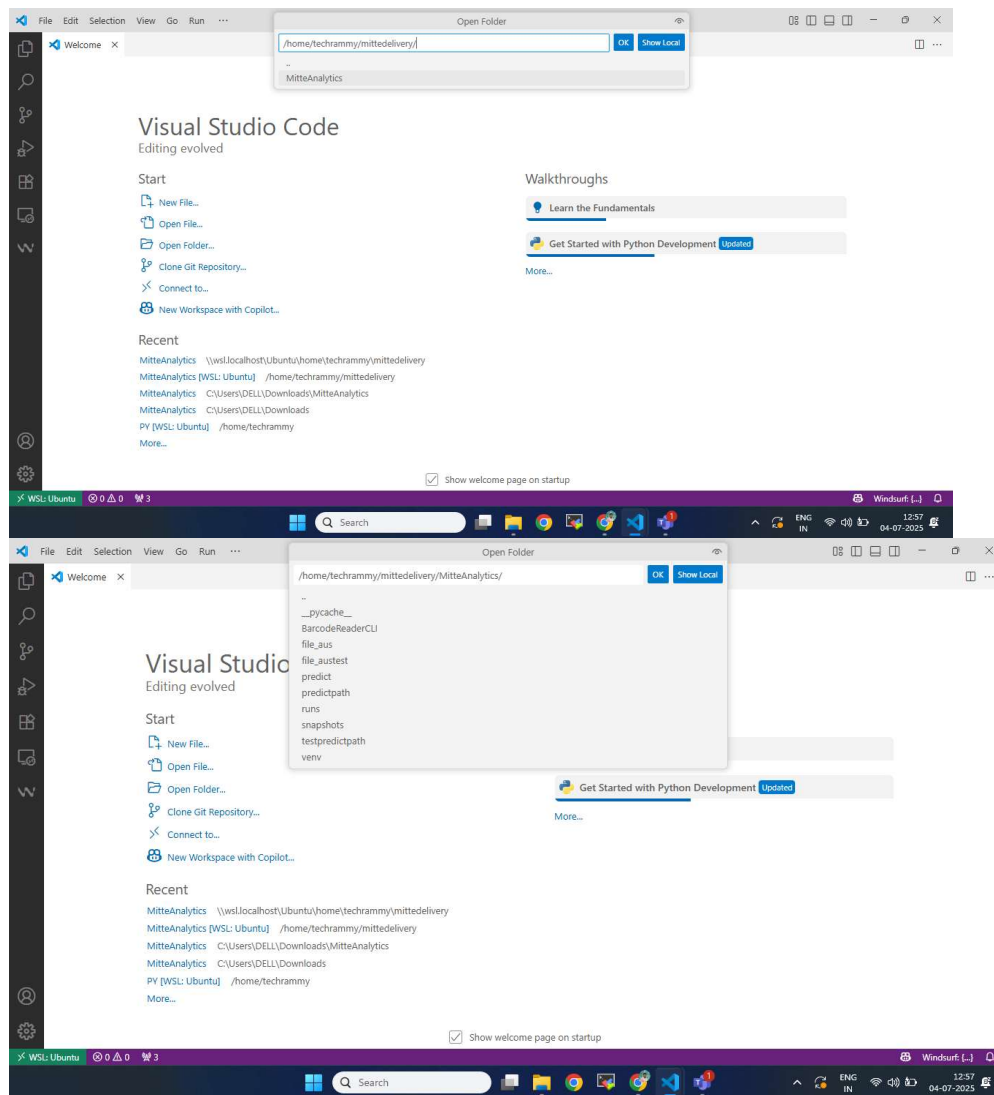 File Edit Selection View Go Run ··· Open Folder
Welcome
/home/techrammy/mittedelivery/ OK Show Local
..
MitteAnalytics
Visual Studio Code
Editing evolved
Start
New File...
Open File...
Open Folder...
Clone Git Repository...
Connect to...
New Workspace with Copilot...
Walkthroughs
Learn the Fundamentals
Get Started with Python Development Updated
More...
Recent
MitteAnalytics \\wsl.localhost\Ubuntu\home\techrammy\mittedelivery
MitteAnalytics [WSL: Ubuntu] /home/techrammy/mittedelivery
MitteAnalytics C:\Users\DELL\Downloads\MitteAnalytics
MitteAnalytics C:\Users\DELL\Downloads
PY [WSL: Ubuntu] /home/techrammy
More...
Show welcome page on startup
WSL: Ubuntu 0 0 3 Windsurf: {...}
Search ENG IN 12:57 04-07-2025
File Edit Selection View Go Run ··· Open Folder
Welcome
/home/techrammy/mittedelivery/MitteAnalytics/ OK Show Local
..
__pycache__
BarcodeReaderCLI
file_aus
file_austest
predict
predictpath
runs
snapshots
testpredictpath
venv
Visual Studio
Editing evolved
Start
New File...
Open File...
Open Folder...
Clone Git Repository...
Connect to...
New Workspace with Copilot...
Get Started with Python Development Updated
More...
Recent
MitteAnalytics \\wsl.localhost\Ubuntu\home\techrammy\mittedelivery
MitteAnalytics [WSL: Ubuntu] /home/techrammy/mittedelivery
MitteAnalytics C:\Users\DELL\Downloads\MitteAnalytics
MitteAnalytics C:\Users\DELL\Downloads
PY [WSL: Ubuntu] /home/techrammy
More...
Show welcome page on startup
WSL: Ubuntu 0 0 3 Windsurf: {...}
Search 1 ENG IN 12:57 04-07-2025